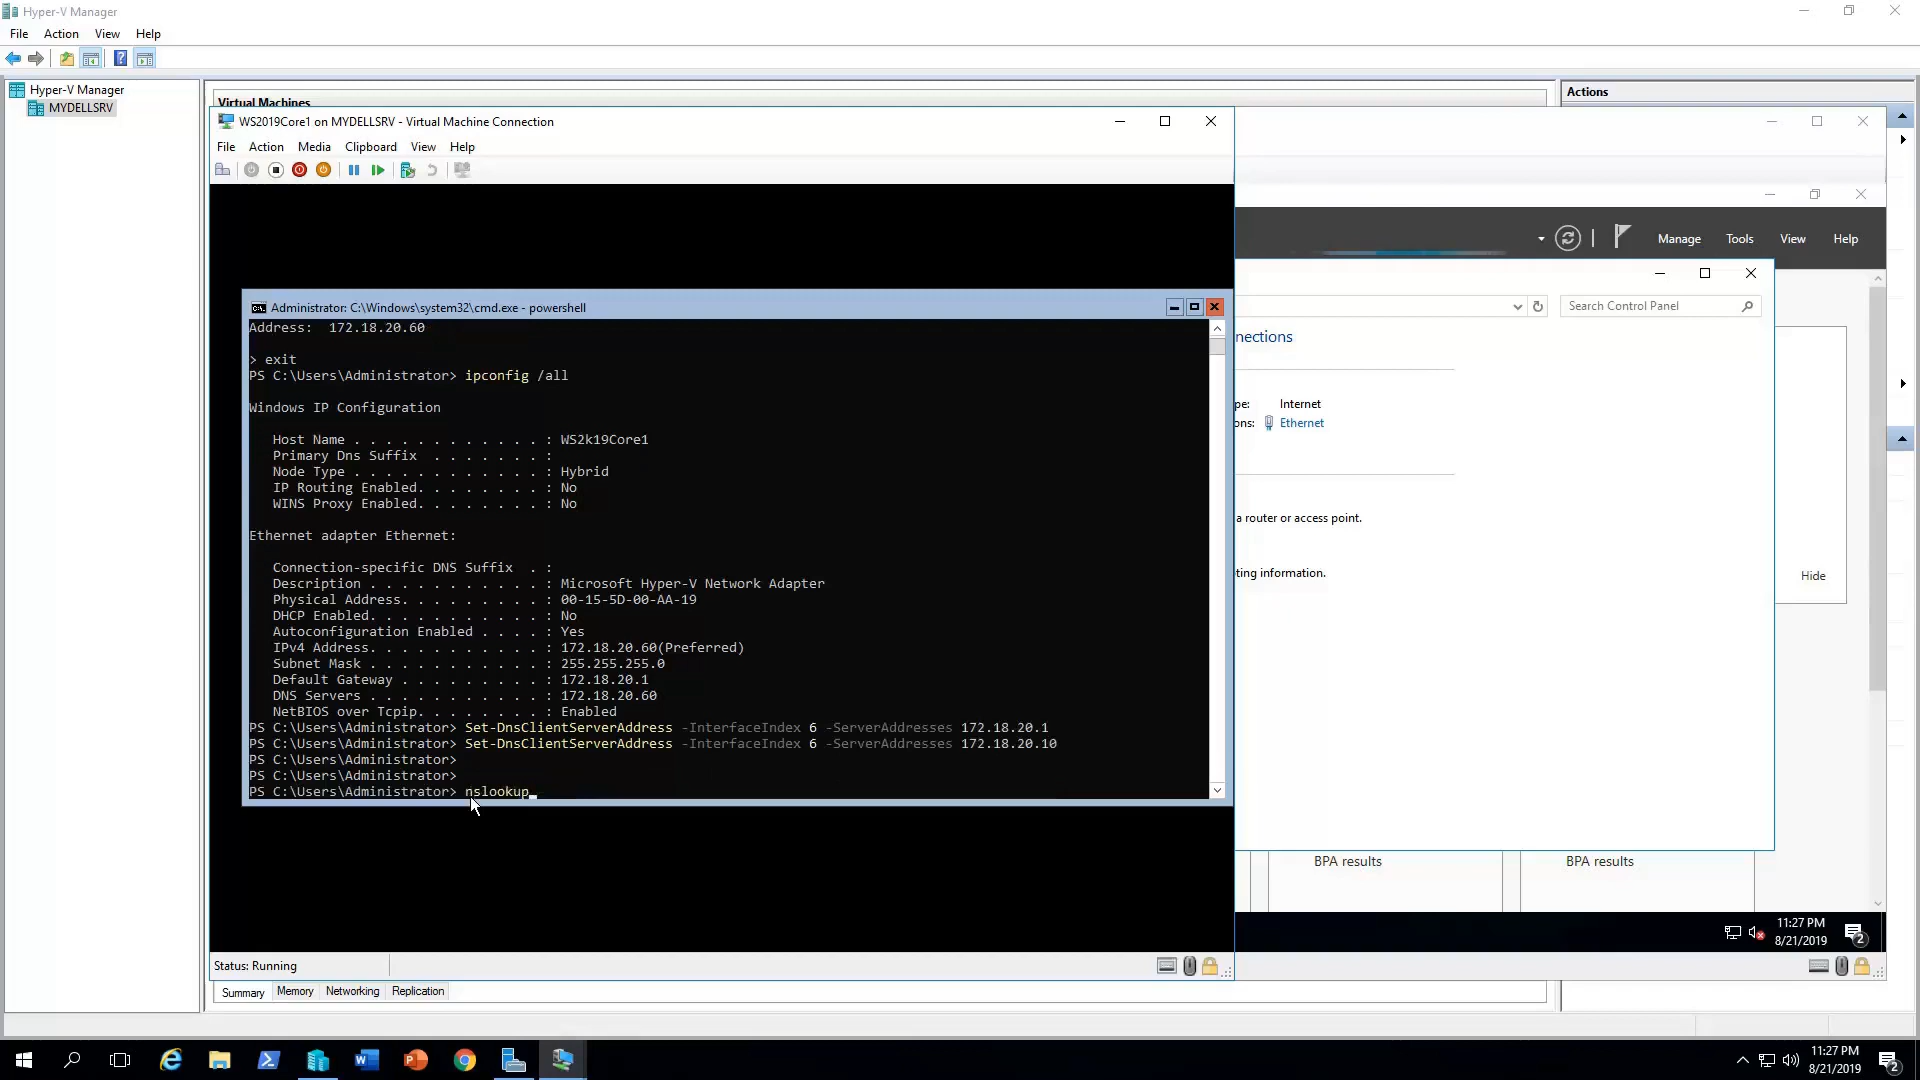 Hyper-V Manager
File Action View Help
Hyper-V Manager
MYDELLSRV
Virtual Machines
Actions
WS2019Core1 on MYDELLSRV - Virtual Machine Connection
File Action Media Clipboard View Help
Manage Tools View Help
Search Control Panel
nections
pe: Internet
ons: Ethernet
a router or access point.
ting information.
Hide
BPA results
BPA results
11:27 PM
8/21/2019
2
Administrator: C:\Windows\system32\cmd.exe - powershell
Address:  172.18.20.60
> exit
PS C:\Users\Administrator> ipconfig /all
Windows IP Configuration
Host Name . . . . . . . . . . . . : WS2k19Core1
Primary Dns Suffix  . . . . . . . :
Node Type . . . . . . . . . . . . : Hybrid
IP Routing Enabled. . . . . . . . : No
WINS Proxy Enabled. . . . . . . . : No
Ethernet adapter Ethernet:
Connection-specific DNS Suffix  . :
Description . . . . . . . . . . . : Microsoft Hyper-V Network Adapter
Physical Address. . . . . . . . . : 00-15-5D-00-AA-19
DHCP Enabled. . . . . . . . . . . : No
Autoconfiguration Enabled . . . . : Yes
IPv4 Address. . . . . . . . . . . : 172.18.20.60(Preferred)
Subnet Mask . . . . . . . . . . . : 255.255.255.0
Default Gateway . . . . . . . . . : 172.18.20.1
DNS Servers . . . . . . . . . . . : 172.18.20.60
NetBIOS over Tcpip. . . . . . . . : Enabled
PS C:\Users\Administrator> Set-DnsClientServerAddress -InterfaceIndex 6 -ServerAddresses 172.18.20.1
PS C:\Users\Administrator> Set-DnsClientServerAddress -InterfaceIndex 6 -ServerAddresses 172.18.20.10
PS C:\Users\Administrator>
PS C:\Users\Administrator>
PS C:\Users\Administrator> nslookup_
Status: Running
Summary Memory Networking Replication
11:27 PM
8/21/2019
2